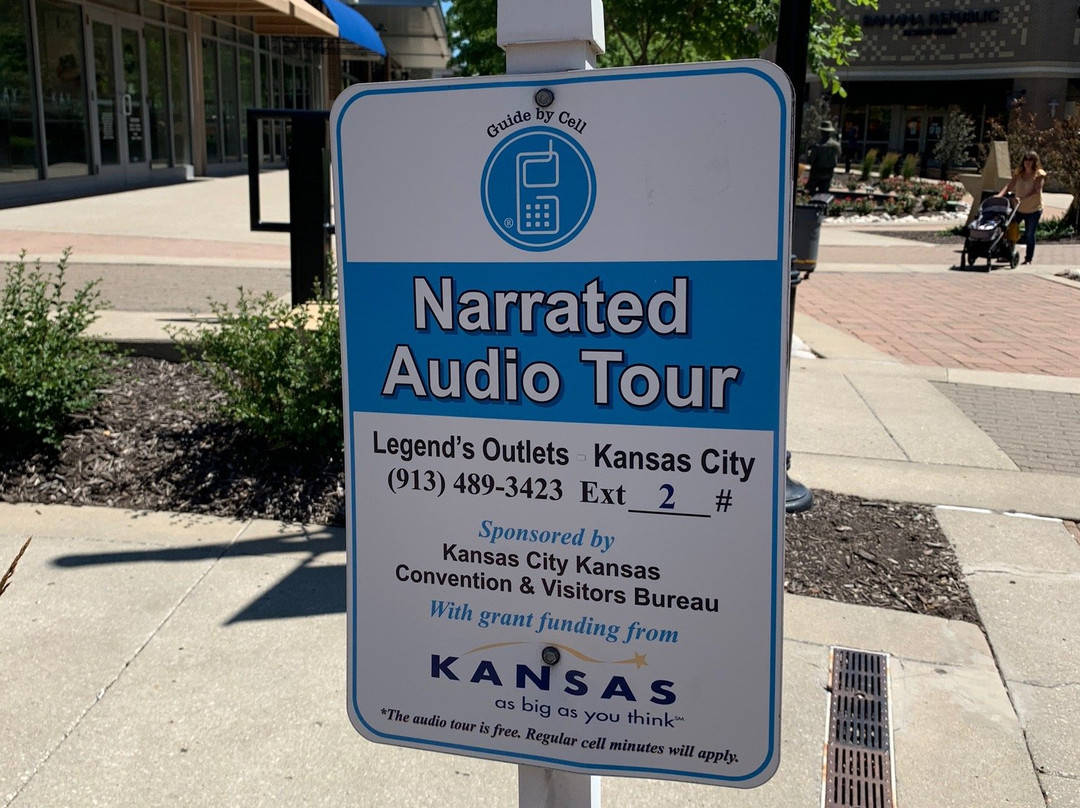 BANANA REPUBLIC
Guide by Cell
®
Narrated
Audio Tour
Legend's Outlets - Kansas City
(913) 489-3423 Ext 2 #
Sponsored by
Kansas City Kansas
Convention & Visitors Bureau
With grant funding from
KANSAS
as big as you think℠
*The audio tour is free. Regular cell minutes will apply.